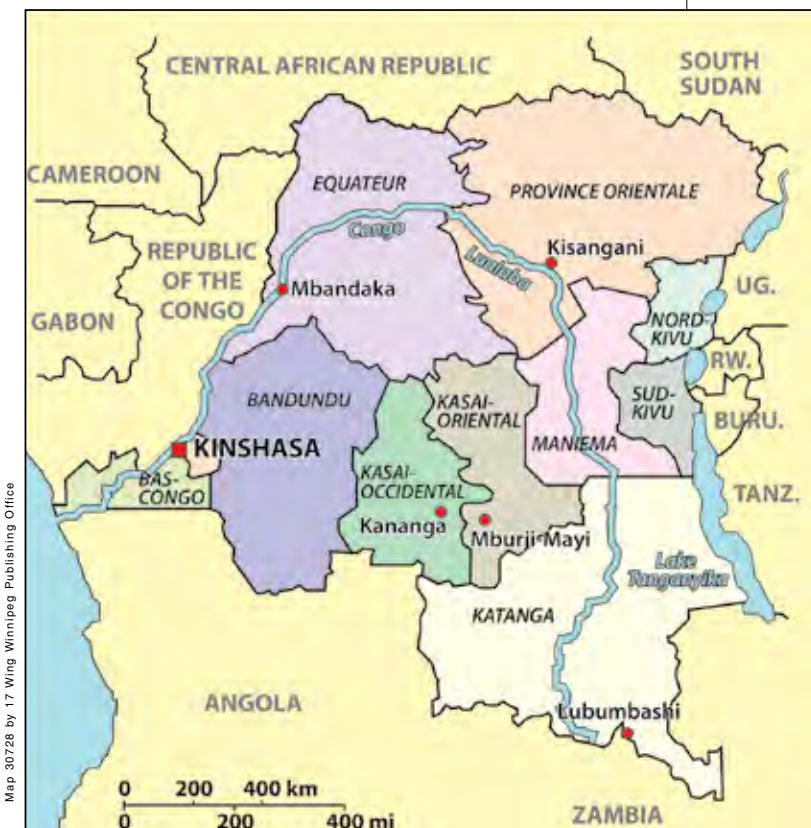 CENTRAL AFRICAN REPUBLIC
SOUTH
SUDAN
CAMEROON
EQUATEUR
PROVINCE ORIENTALE
Congo
REPUBLIC
OF THE
CONGO
Lualaba
Kisangani
Mbandaka
UG.
GABON
NORD-
KIVU
RW.
BANDUNDU
KASAI-
ORIENTAL
SUD-
KIVU
BURU.
KINSHASA
MANIEMA
BAS-
CONGO
KASAI-
OCCIDENTAL
TANZ.
Kananga
Mburji-Mayi
Lake
Tanganyika
KATANGA
ANGOLA
Lubumbashi
0 200 400 km
0 200 400 mi
ZAMBIA
Map 30728 by 17 Wing Winnipeg Publishing Office